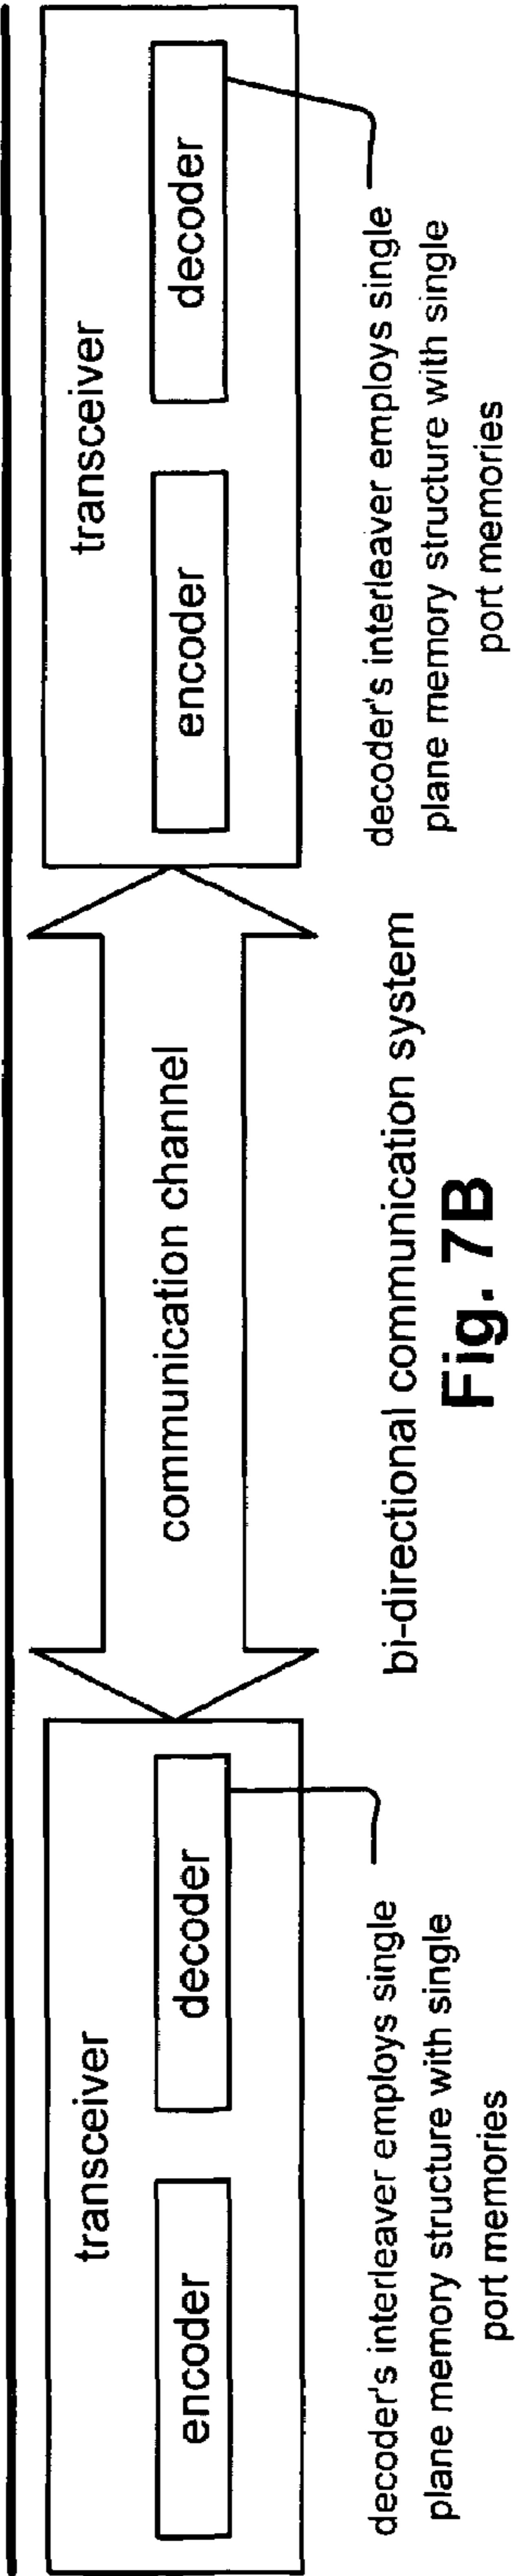 transceiver
encoder
decoder
decoder's interleaver employs single
plane memory structure with single
port memories
communication channel
transceiver
encoder
decoder
decoder's interleaver employs single
plane memory structure with single
port memories
bi-directional communication system
Fig. 7B